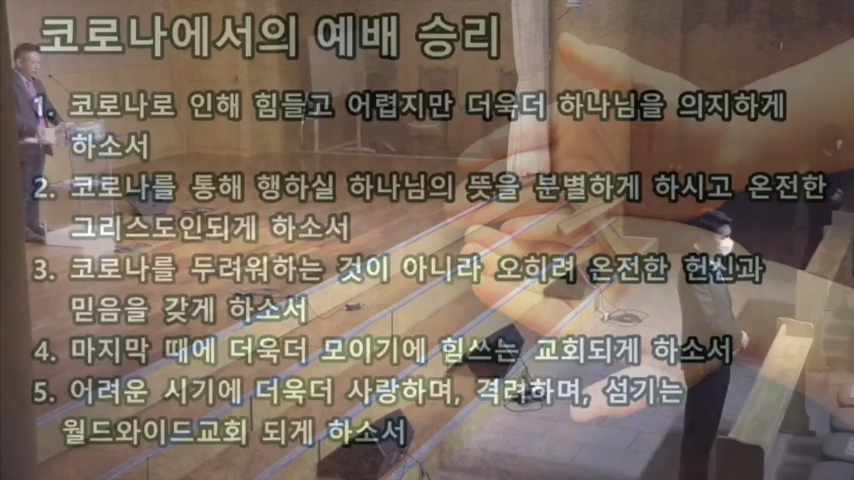 코로나에서의 예배 승리
코로나로 인해 힘들고 어렵지만 더욱더 하나님을 의지하게
하소서
2. 코로나를 통해 행하실 하나님의 뜻을 분별하게 하시고 온전한
그리스도인되게 하소서
3. 코로나를 두려워하는 것이 아니라 오히려 온전한 헌신과
믿음을 갖게 하소서
4. 마지막 때에 더욱더 모이기에 힘쓰는 교회되게 하소서
5. 어려운 시기에 더욱더 사랑하며, 격려하며, 섬기는
월드와이드교회 되게 하소서